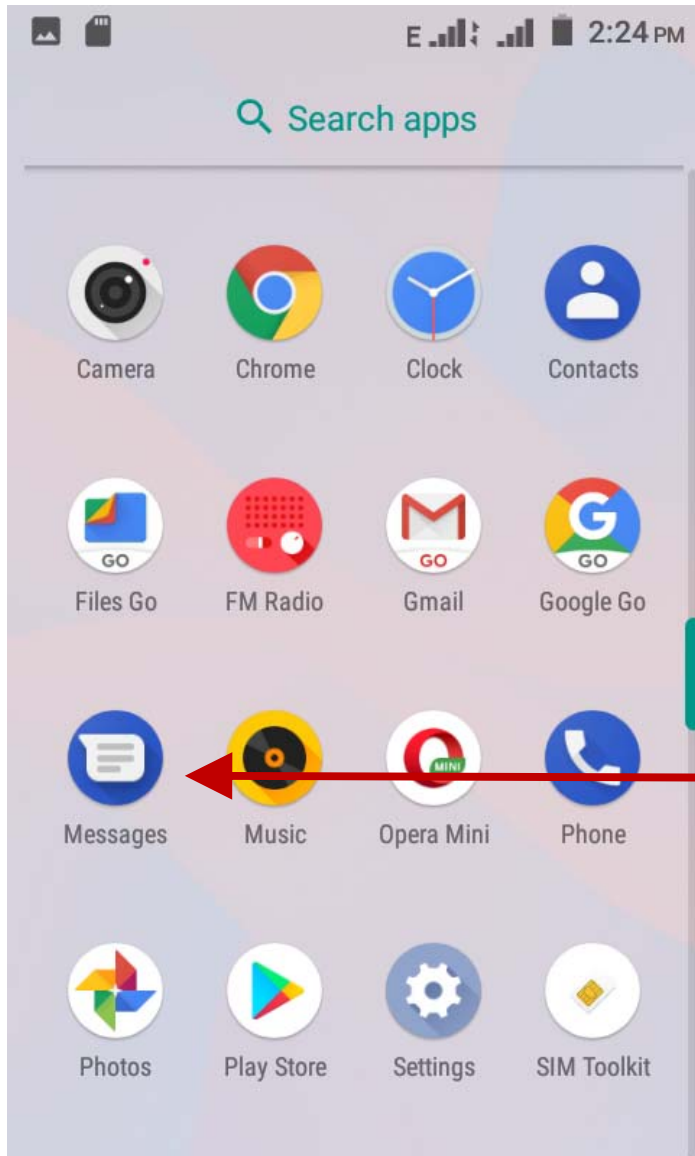 E 2:24 PM
Search apps
Camera Chrome Clock Contacts
GO GO GO
Files Go FM Radio Gmail Google Go
MINI
Messages Music Opera Mini Phone
Photos Play Store Settings SIM Toolkit